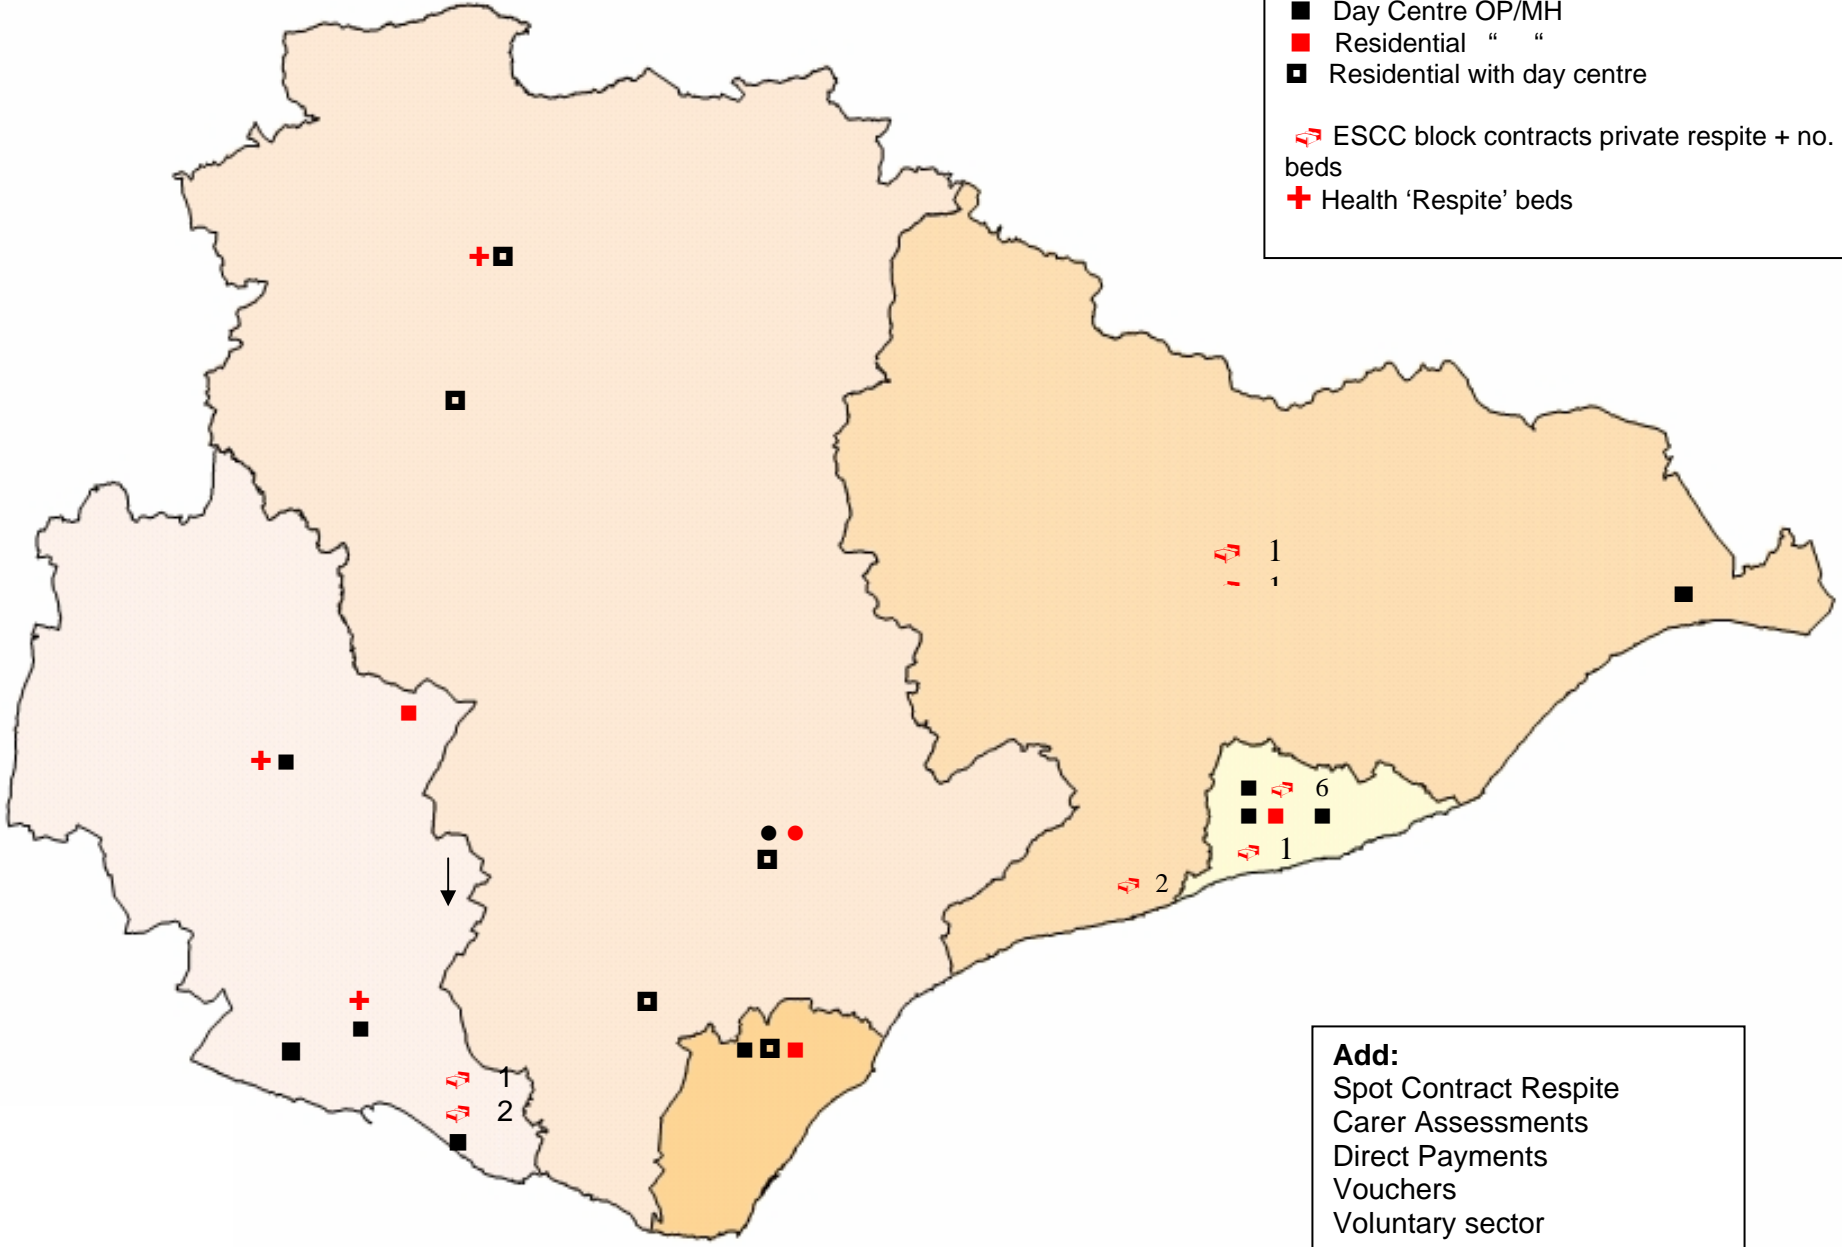 Day Centre OP/MH
Residential “ “
Residential with day centre
ESCC block contracts private respite + no.
beds
Health ‘Respite’ beds
1
1
6
1
2
1
2
Add:
Spot Contract Respite
Carer Assessments
Direct Payments
Vouchers
Voluntary sector